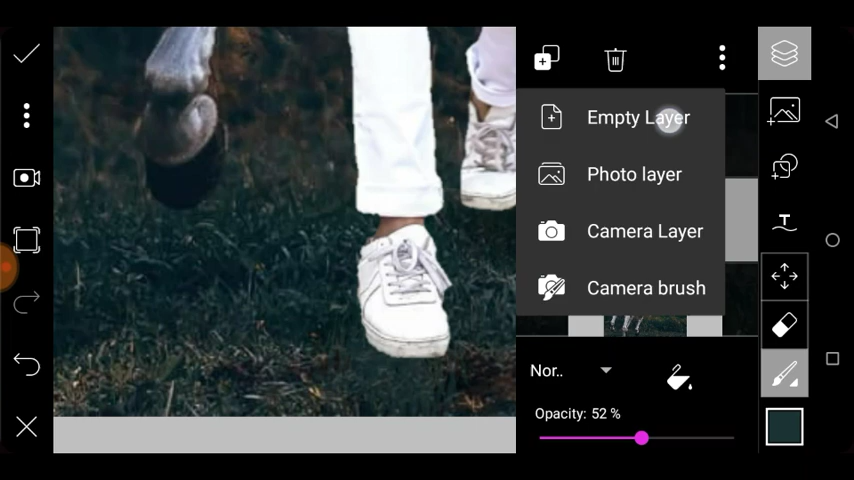 Empty Layer
Photo layer
Camera Layer
Camera brush
Nor..
Opacity: 52 %